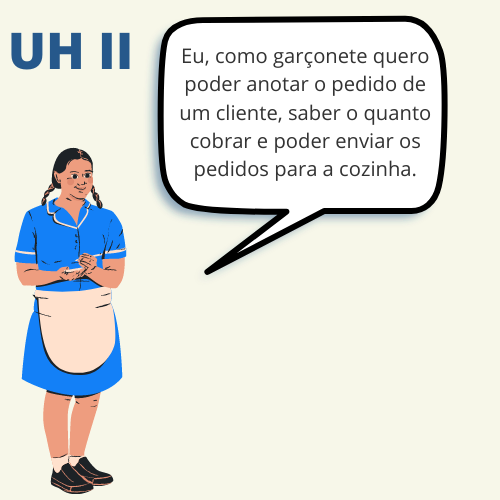 UH II
Eu, como garçonete quero
poder anotar o pedido de
um cliente, saber o quanto
cobrar e poder enviar os
pedidos para a cozinha.